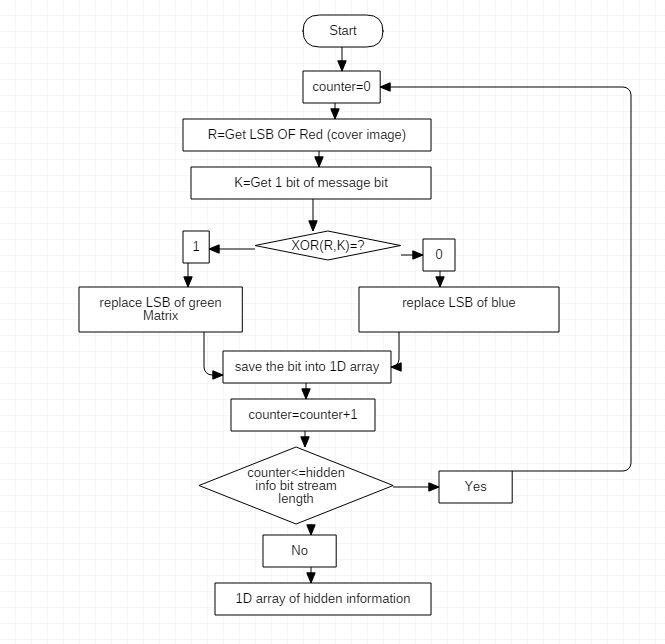 Start
counter=0
R=Get LSB OF Red (cover image)
K=Get 1 bit of message bit
XOR(R,K)=?
1
0
replace LSB of green
Matrix
replace LSB of blue
save the bit into 1D array
counter=counter+1
counter<=hidden
info bit stream
length
Yes
No
1D array of hidden information